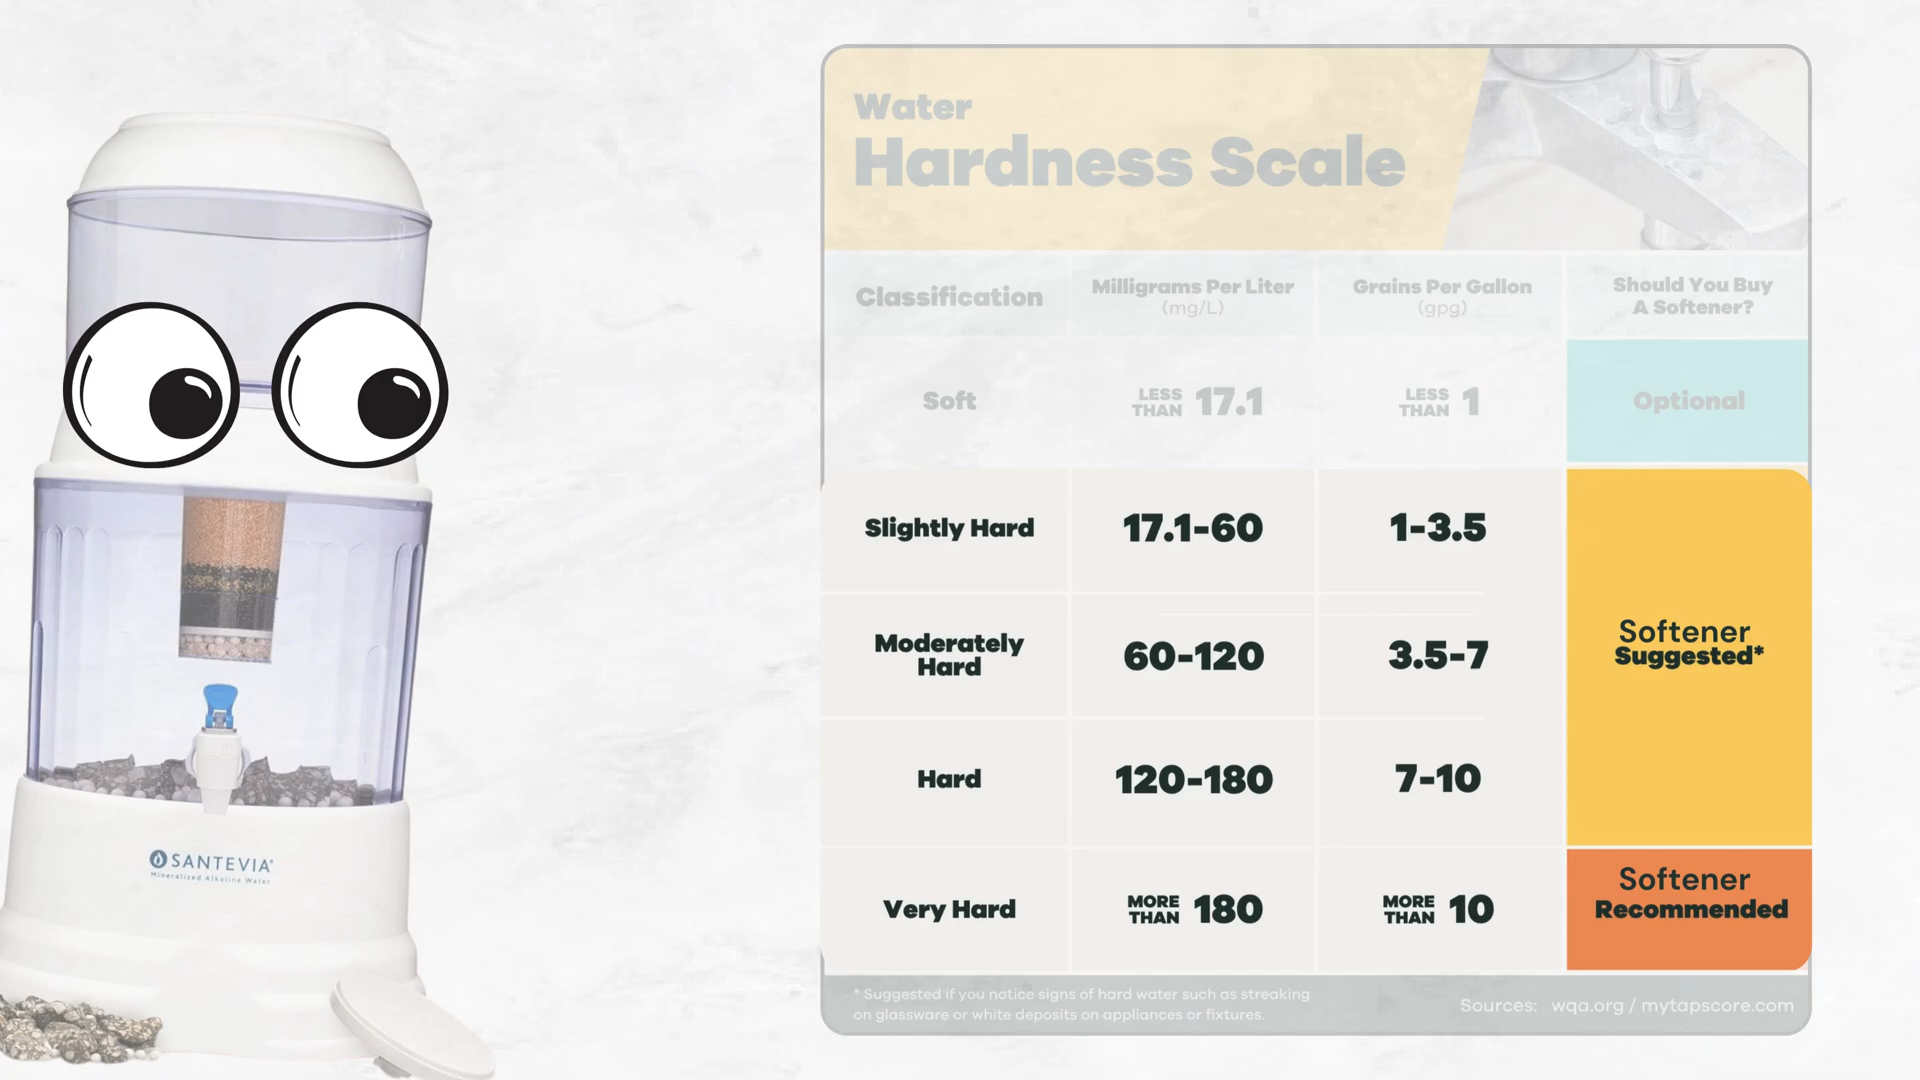 Water
Hardness Scale
Classification
Milligrams Per Liter
(mg/L)
Grains Per Gallon
(gpg)
Should You Buy
A Softener?
Soft
LESS THAN 17.1
LESS THAN 1
Optional
Slightly Hard
17.1-60
1-3.5
Moderately
Hard
60-120
3.5-7
Softener
Suggested*
Hard
120-180
7-10
Very Hard
MORE THAN 180
MORE THAN 10
Softener
Recommended
* Suggested if you notice signs of hard water such as streaking
on glassware or white deposits on appliances or fixtures.
Sources: wqa.org / mytapscore.com
SANTEVIA
Mineralized Alkaline Water